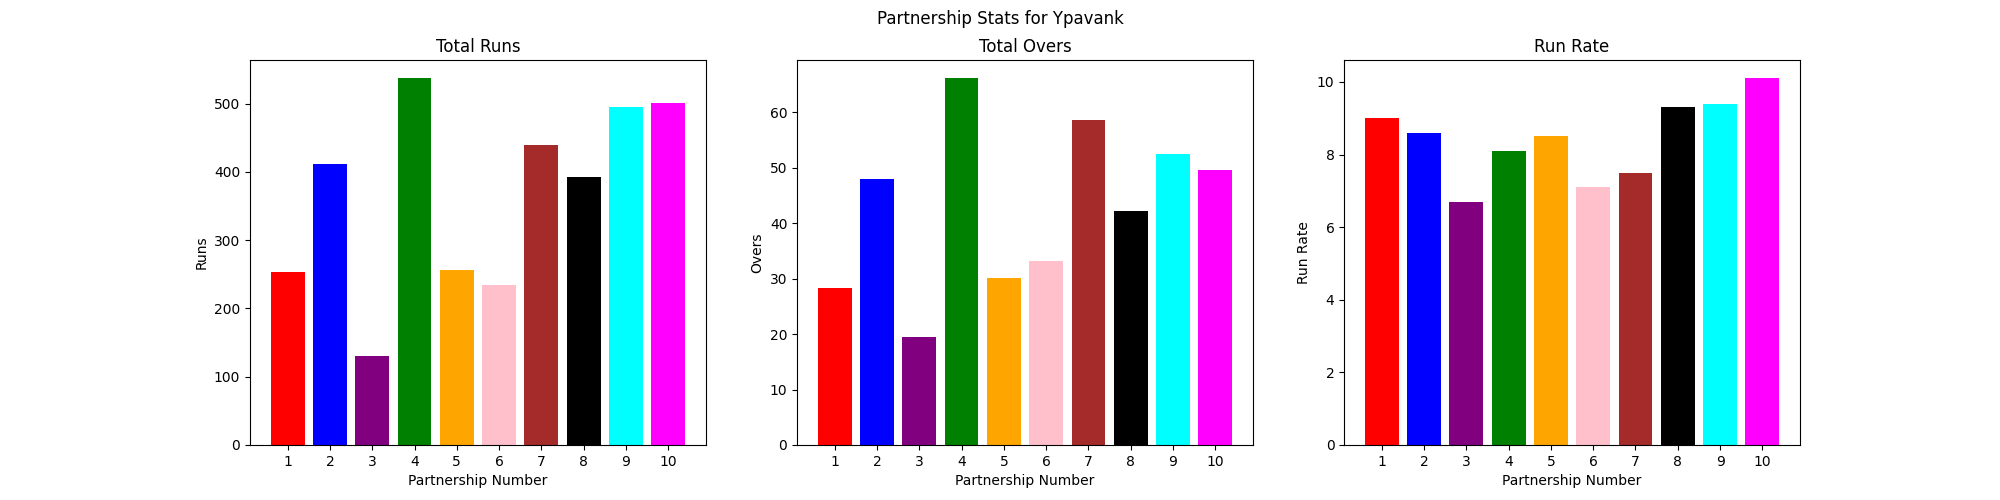 Partnership Stats for Ypavank
Total Runs
Runs
500
400
300
200
100
0
1 2 3 4 5 6 7 8 9 10
Partnership Number
Total Overs
Overs
60
50
40
30
20
10
0
1 2 3 4 5 6 7 8 9 10
Partnership Number
Run Rate
Run Rate
10
8
6
4
2
0
1 2 3 4 5 6 7 8 9 10
Partnership Number